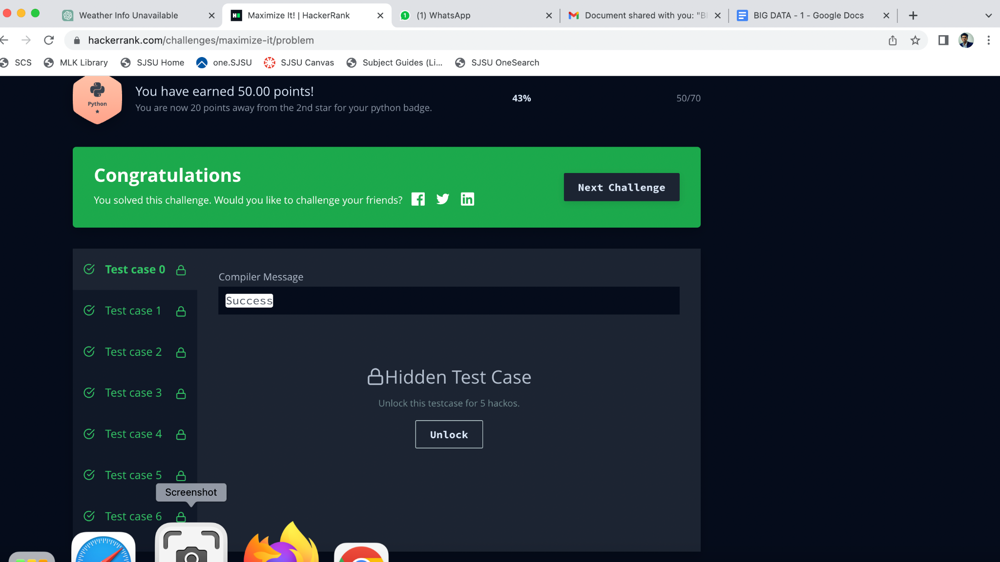 Weather Info Unavailable
Maximize It! | HackerRank
1
(1) WhatsApp
Document shared with you: "B
BIG DATA - 1 - Google Docs
hackerrank.com/challenges/maximize-it/problem
SCS
MLK Library
SJSU Home
one.SJSU
SJSU Canvas
Subject Guides (Li...
SJSU OneSearch
Python
You have earned 50.00 points!
You are now 20 points away from the 2nd star for your python badge.
43%
50/70
Congratulations
You solved this challenge. Would you like to challenge your friends?
Next Challenge
Test case 0
Test case 1
Test case 2
Test case 3
Test case 4
Test case 5
Test case 6
Compiler Message
Success
Hidden Test Case
Unlock this testcase for 5 hackos.
Unlock
Screenshot